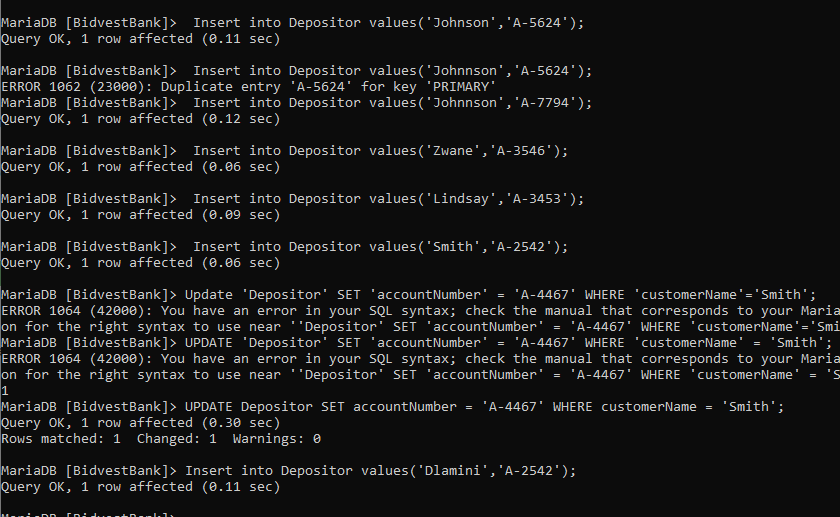 MariaDB [BidvestBank]>  Insert into Depositor values('Johnson','A-5624');
Query OK, 1 row affected (0.11 sec)
MariaDB [BidvestBank]>  Insert into Depositor values('Johnnson','A-5624');
ERROR 1062 (23000): Duplicate entry 'A-5624' for key 'PRIMARY'
MariaDB [BidvestBank]>  Insert into Depositor values('Johnnson','A-7794');
Query OK, 1 row affected (0.12 sec)
MariaDB [BidvestBank]>  Insert into Depositor values('Zwane','A-3546');
Query OK, 1 row affected (0.06 sec)
MariaDB [BidvestBank]>  Insert into Depositor values('Lindsay','A-3453');
Query OK, 1 row affected (0.09 sec)
MariaDB [BidvestBank]>  Insert into Depositor values('Smith','A-2542');
Query OK, 1 row affected (0.06 sec)
MariaDB [BidvestBank]> Update 'Depositor' SET 'accountNumber' = 'A-4467' WHERE 'customerName'='Smith';
ERROR 1064 (42000): You have an error in your SQL syntax; check the manual that corresponds to your Maria
on for the right syntax to use near ''Depositor' SET 'accountNumber' = 'A-4467' WHERE 'customerName'='Smi
MariaDB [BidvestBank]> UPDATE 'Depositor' SET 'accountNumber' = 'A-4467' WHERE 'customerName' = 'Smith';
ERROR 1064 (42000): You have an error in your SQL syntax; check the manual that corresponds to your Maria
on for the right syntax to use near ''Depositor' SET 'accountNumber' = 'A-4467' WHERE 'customerName' = 'S
1
MariaDB [BidvestBank]> UPDATE Depositor SET accountNumber = 'A-4467' WHERE customerName = 'Smith';
Query OK, 1 row affected (0.30 sec)
Rows matched: 1  Changed: 1  Warnings: 0
MariaDB [BidvestBank]> Insert into Depositor values('Dlamini','A-2542');
Query OK, 1 row affected (0.11 sec)
MariaDB [BidvestBank]>